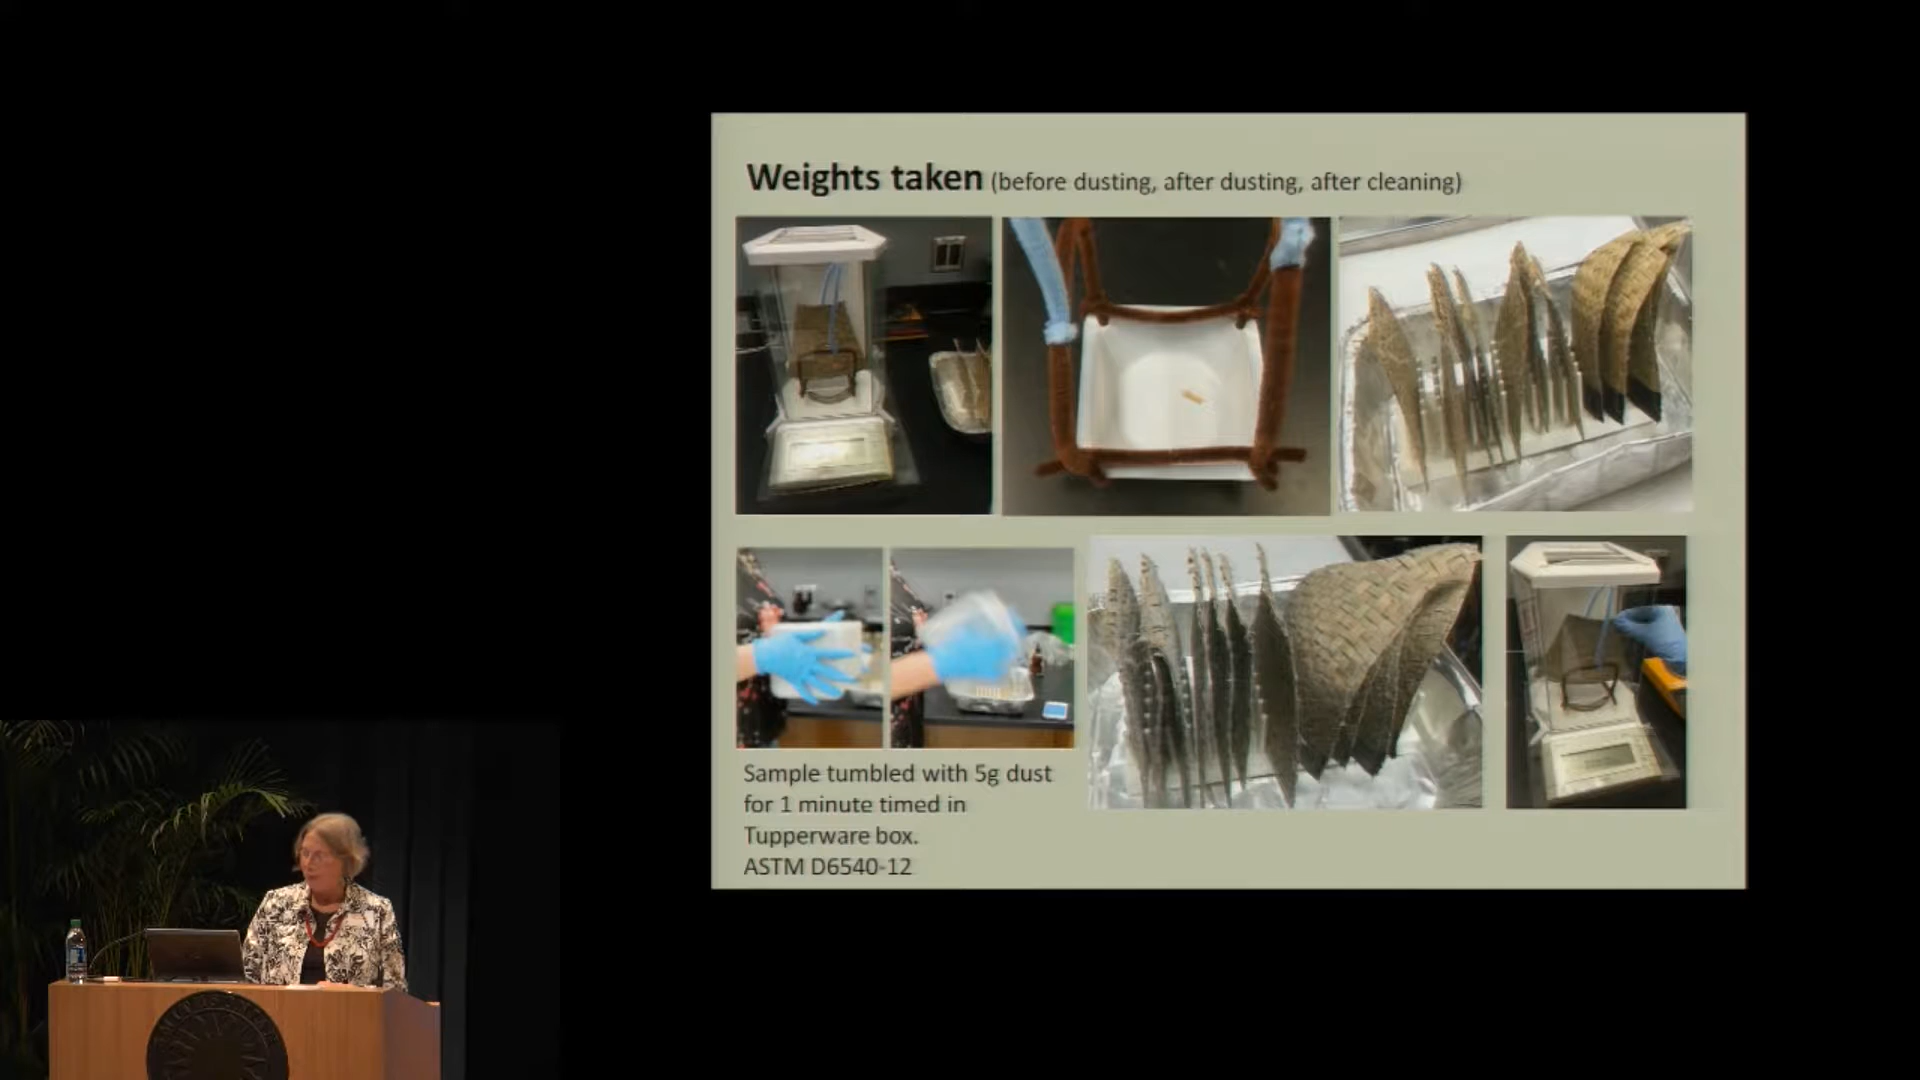 Weights taken (before dusting, after dusting, after cleaning)
Sample tumbled with 5g dust
for 1 minute timed in
Tupperware box.
ASTM D6540-12